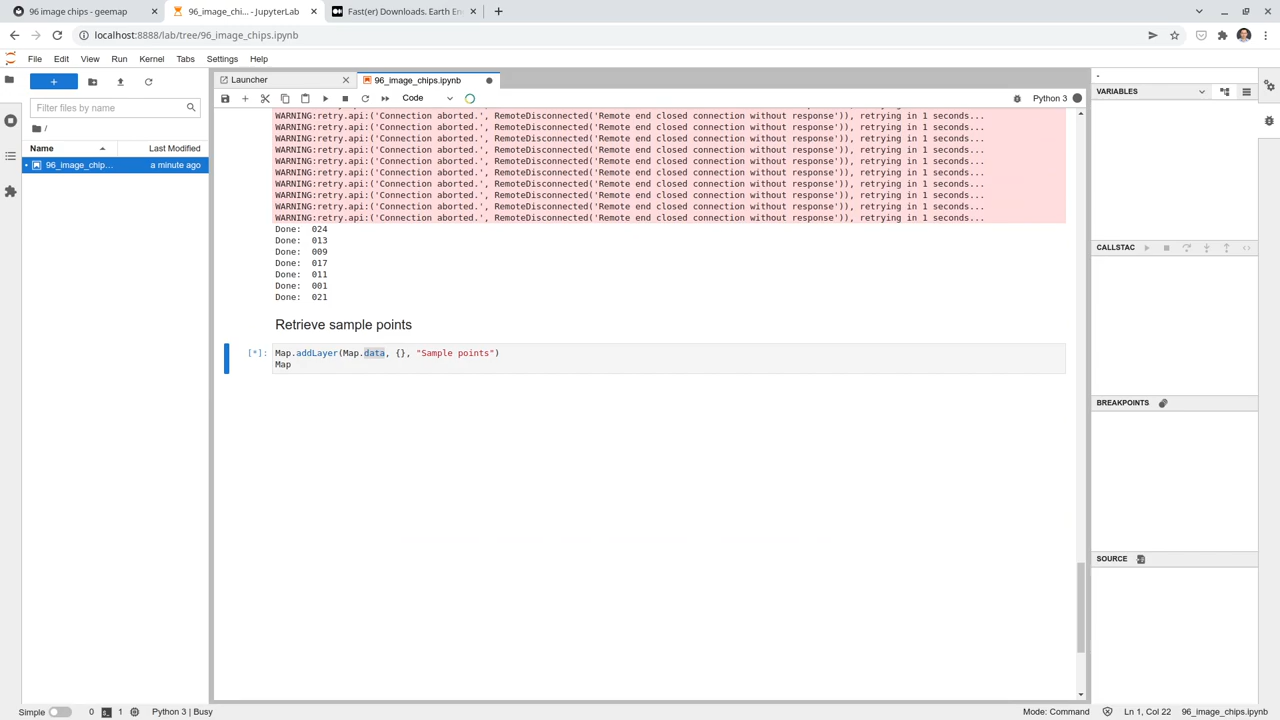 96 image chips - geemap
96_image_chi... - JupyterLab
Fast(er) Downloads. Earth En
localhost:8888/lab/tree/96_image_chips.ipynb
File Edit View Run Kernel Tabs Settings Help
Launcher
96_image_chips.ipynb
Code
Python 3
VARIABLES
Filter files by name
/
Name
Last Modified
96_image_chip...
a minute ago
WARNING:retry.api:('Connection aborted.', RemoteDisconnected('Remote end closed connection without response')), retrying in 1 seconds...
WARNING:retry.api:('Connection aborted.', RemoteDisconnected('Remote end closed connection without response')), retrying in 1 seconds...
WARNING:retry.api:('Connection aborted.', RemoteDisconnected('Remote end closed connection without response')), retrying in 1 seconds...
WARNING:retry.api:('Connection aborted.', RemoteDisconnected('Remote end closed connection without response')), retrying in 1 seconds...
WARNING:retry.api:('Connection aborted.', RemoteDisconnected('Remote end closed connection without response')), retrying in 1 seconds...
WARNING:retry.api:('Connection aborted.', RemoteDisconnected('Remote end closed connection without response')), retrying in 1 seconds...
WARNING:retry.api:('Connection aborted.', RemoteDisconnected('Remote end closed connection without response')), retrying in 1 seconds...
WARNING:retry.api:('Connection aborted.', RemoteDisconnected('Remote end closed connection without response')), retrying in 1 seconds...
WARNING:retry.api:('Connection aborted.', RemoteDisconnected('Remote end closed connection without response')), retrying in 1 seconds...
WARNING:retry.api:('Connection aborted.', RemoteDisconnected('Remote end closed connection without response')), retrying in 1 seconds...
Done: 024
Done: 013
Done: 009
Done: 017
Done: 011
Done: 001
Done: 021
Retrieve sample points
[*]: Map.addLayer(Map.data, {}, "Sample points")
Map
CALLSTAC
BREAKPOINTS
SOURCE
Simple
0
1
Python 3 | Busy
Mode: Command
Ln 1, Col 22
96_image_chips.ipynb